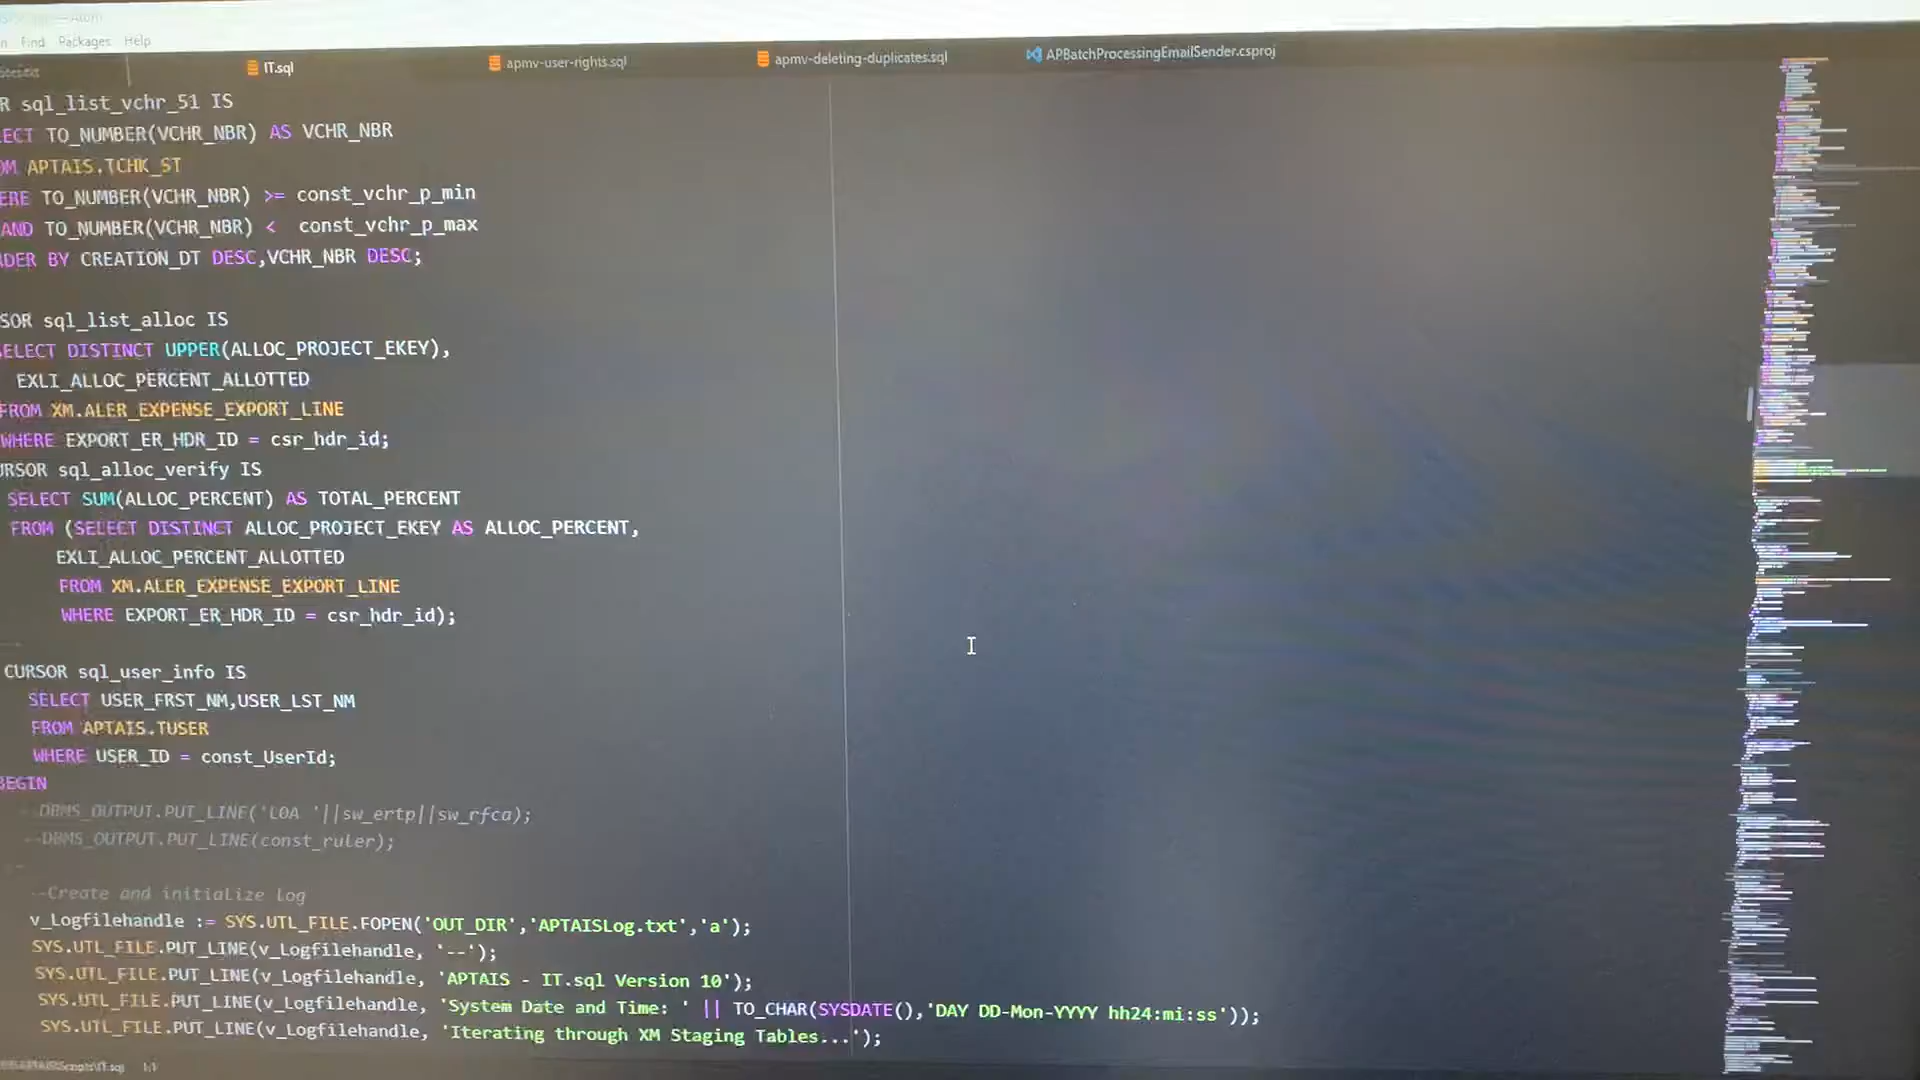 Atom
Find Packages Help
IT.sql apmv-user-rights.sql apmv-deleting-duplicates.sql APBatchProcessingEmailSender.csproj
R sql_list_vchr_51 IS
ECT TO_NUMBER(VCHR_NBR) AS VCHR_NBR
OM APTAIS.TCHK_ST
ERE TO_NUMBER(VCHR_NBR) >= const_vchr_p_min
AND TO_NUMBER(VCHR_NBR) < const_vchr_p_max
DER BY CREATION_DT DESC,VCHR_NBR DESC;
SOR sql_list_alloc IS
ELECT DISTINCT UPPER(ALLOC_PROJECT_EKEY),
EXLI_ALLOC_PERCENT_ALLOTTED
FROM XM.ALER_EXPENSE_EXPORT_LINE
WHERE EXPORT_ER_HDR_ID = csr_hdr_id;
URSOR sql_alloc_verify IS
SELECT SUM(ALLOC_PERCENT) AS TOTAL_PERCENT
FROM (SELECT DISTINCT ALLOC_PROJECT_EKEY AS ALLOC_PERCENT,
EXLI_ALLOC_PERCENT_ALLOTTED
FROM XM.ALER_EXPENSE_EXPORT_LINE
WHERE EXPORT_ER_HDR_ID = csr_hdr_id);
CURSOR sql_user_info IS
SELECT USER_FRST_NM,USER_LST_NM
FROM APTAIS.TUSER
WHERE USER_ID = const_UserId;
BEGIN
--DBMS_OUTPUT.PUT_LINE('LOA '||sw_ertp||sw_rfca);
--DBMS_OUTPUT.PUT_LINE(const_ruler);
--
--Create and initialize log
v_Logfilehandle := SYS.UTL_FILE.FOPEN('OUT_DIR','APTAISLog.txt','a');
SYS.UTL_FILE.PUT_LINE(v_Logfilehandle, '--');
SYS.UTL_FILE.PUT_LINE(v_Logfilehandle, 'APTAIS - IT.sql Version 10');
SYS.UTL_FILE.PUT_LINE(v_Logfilehandle, 'System Date and Time: ' || TO_CHAR(SYSDATE(),'DAY DD-Mon-YYYY hh24:mi:ss'));
SYS.UTL_FILE.PUT_LINE(v_Logfilehandle, 'Iterating through XM Staging Tables...');
1:1